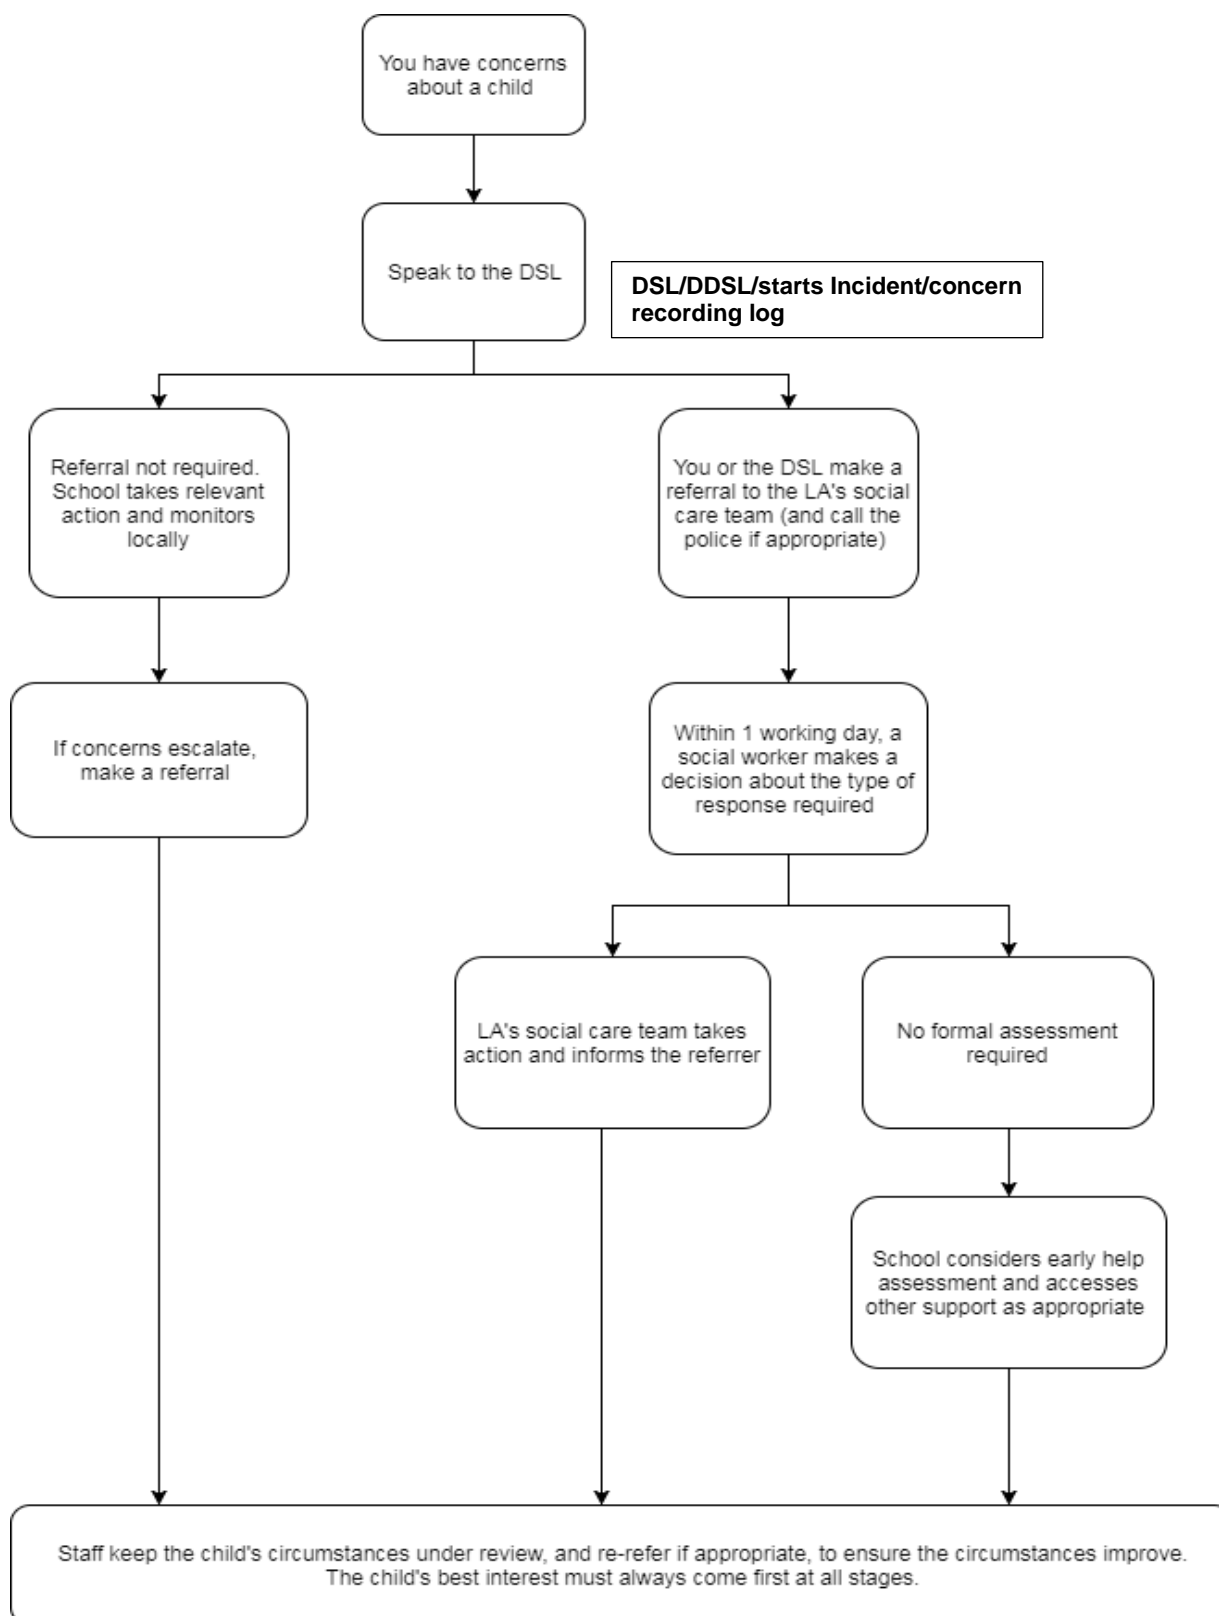 You have concerns
about a child
Speak to the DSL
DSL/DDSL/starts Incident/concern
recording log
Referral not required.
School takes relevant
action and monitors
locally
You or the DSL make a
referral to the LA's social
care team (and call the
police if appropriate)
If concerns escalate,
make a referral
Within 1 working day, a
social worker makes a
decision about the type of
response required
LA's social care team takes
action and informs the referrer
No formal assessment
required
School considers early help
assessment and accesses
other support as appropriate
Staff keep the child's circumstances under review, and re-refer if appropriate, to ensure the circumstances improve.
The child's best interest must always come first at all stages.